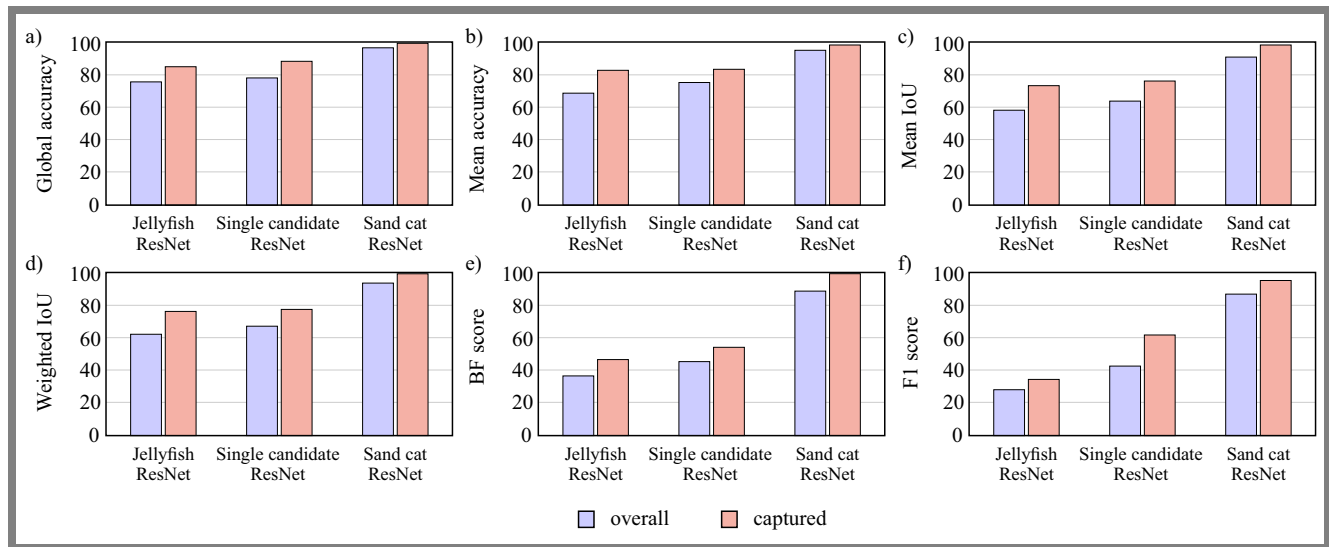 a)
Global accuracy
100
80
60
40
20
0
Jellyfish
ResNet
Single candidate
ResNet
Sand cat
ResNet
b)
Mean accuracy
100
80
60
40
20
0
Jellyfish
ResNet
Single candidate
ResNet
Sand cat
ResNet
c)
Mean IoU
100
80
60
40
20
0
Jellyfish
ResNet
Single candidate
ResNet
Sand cat
ResNet
d)
Weighted IoU
100
80
60
40
20
0
Jellyfish
ResNet
Single candidate
ResNet
Sand cat
ResNet
e)
BF score
100
80
60
40
20
0
Jellyfish
ResNet
Single candidate
ResNet
Sand cat
ResNet
f)
F1 score
100
80
60
40
20
0
Jellyfish
ResNet
Single candidate
ResNet
Sand cat
ResNet
overall
captured